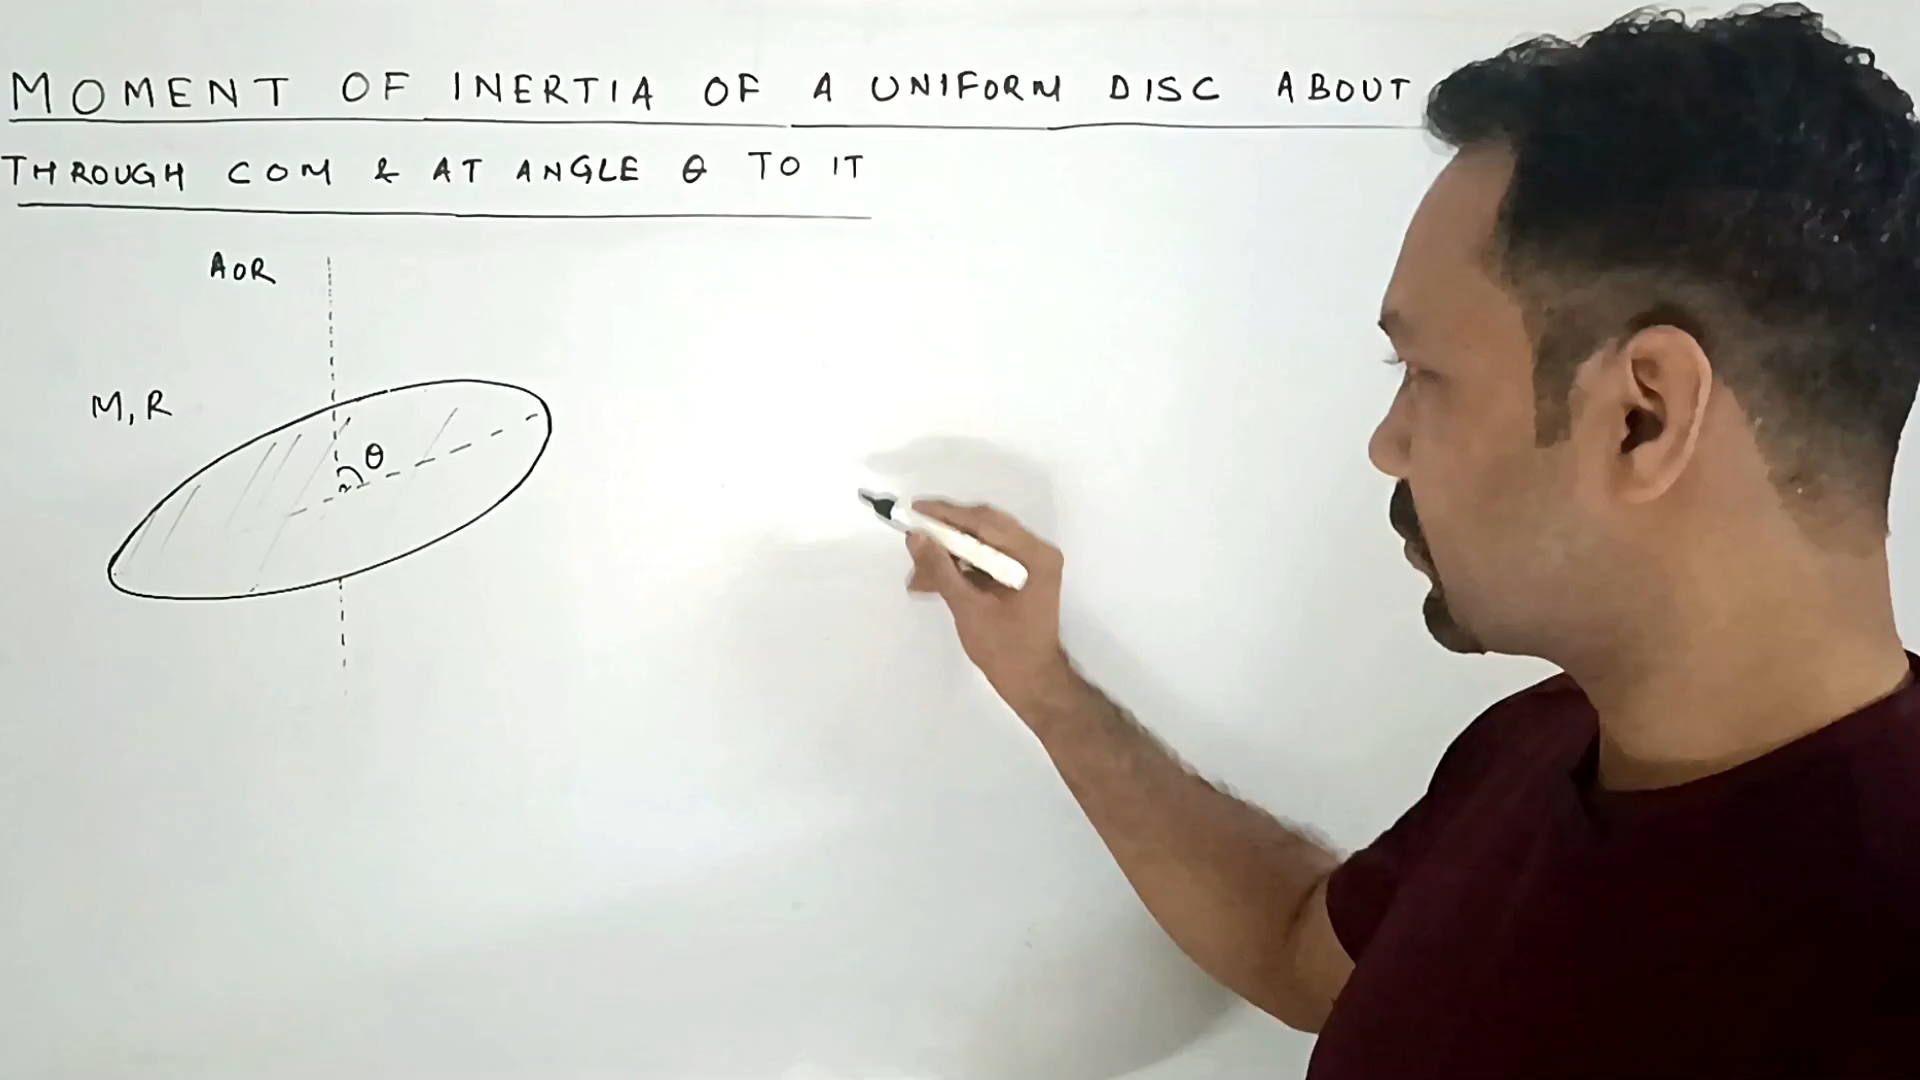 MOMENT OF INERTIA OF A UNIFORM DISC ABOUT
THROUGH COM & AT ANGLE θ TO IT
AOR
M, R
θ